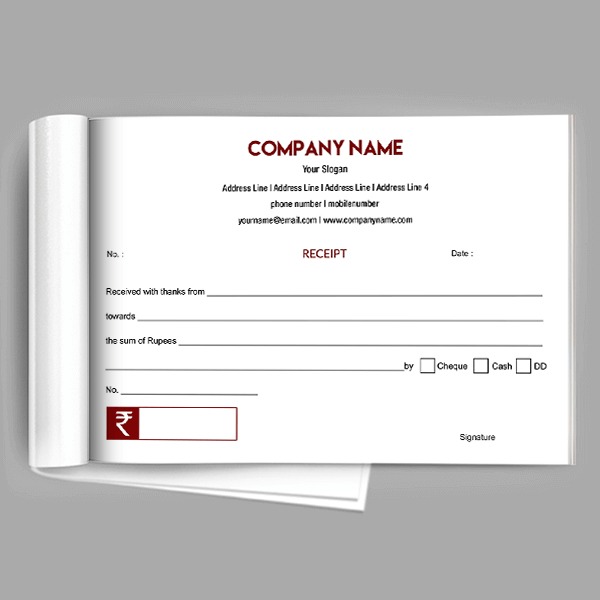 COMPANY NAME
Your Slogan
Address Line I Address Line I Address Line I Address Line 4
phone number I mobilenumber
yourname@email.com I www.companyname.com
No. : RECEIPT Date :
Received with thanks from
towards
the sum of Rupees
by Cheque Cash DD
No.
₹
Signature